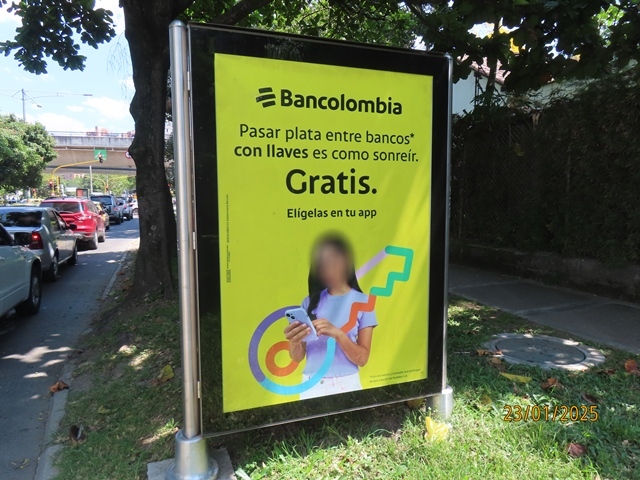 Bancolombia
Pasar plata entre bancos*
con llaves es como sonreír.
Gratis.
Elígelas en tu app
23/01/2025